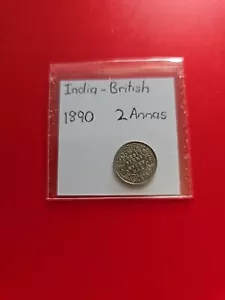 India - British
1890 2 Annas